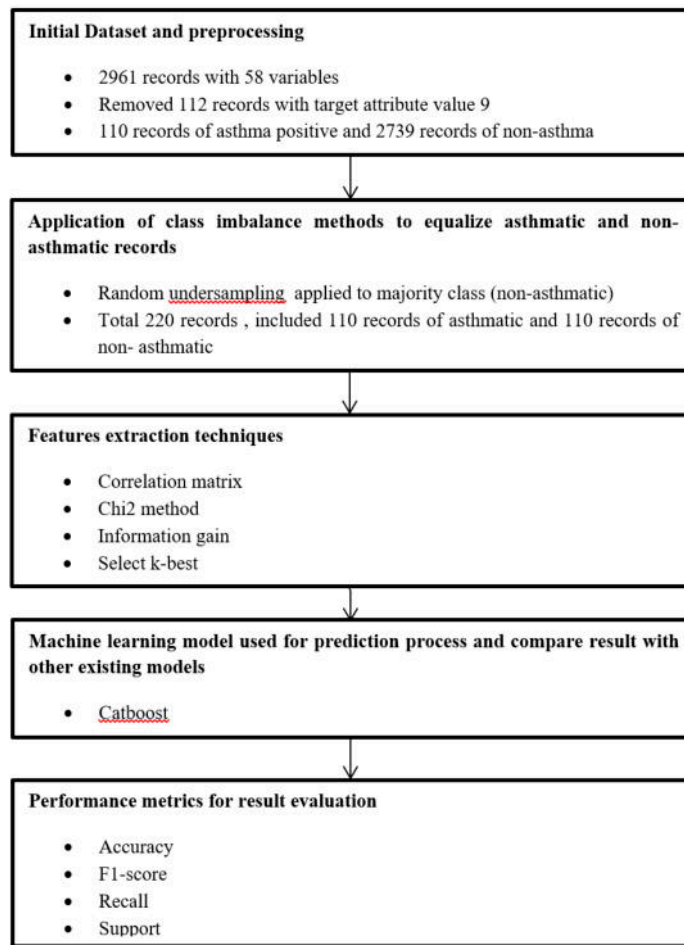 Initial Dataset and preprocessing
• 2961 records with 58 variables
• Removed 112 records with target attribute value 9
• 110 records of asthma positive and 2739 records of non-asthma
Application of class imbalance methods to equalize asthmatic and non-
asthmatic records
• Random undersampling applied to majority class (non-asthmatic)
• Total 220 records , included 110 records of asthmatic and 110 records of
non- asthmatic
Features extraction techniques
• Correlation matrix
• Chi2 method
• Information gain
• Select k-best
Machine learning model used for prediction process and compare result with
other existing models
• Catboost
Performance metrics for result evaluation
• Accuracy
• F1-score
• Recall
• Support